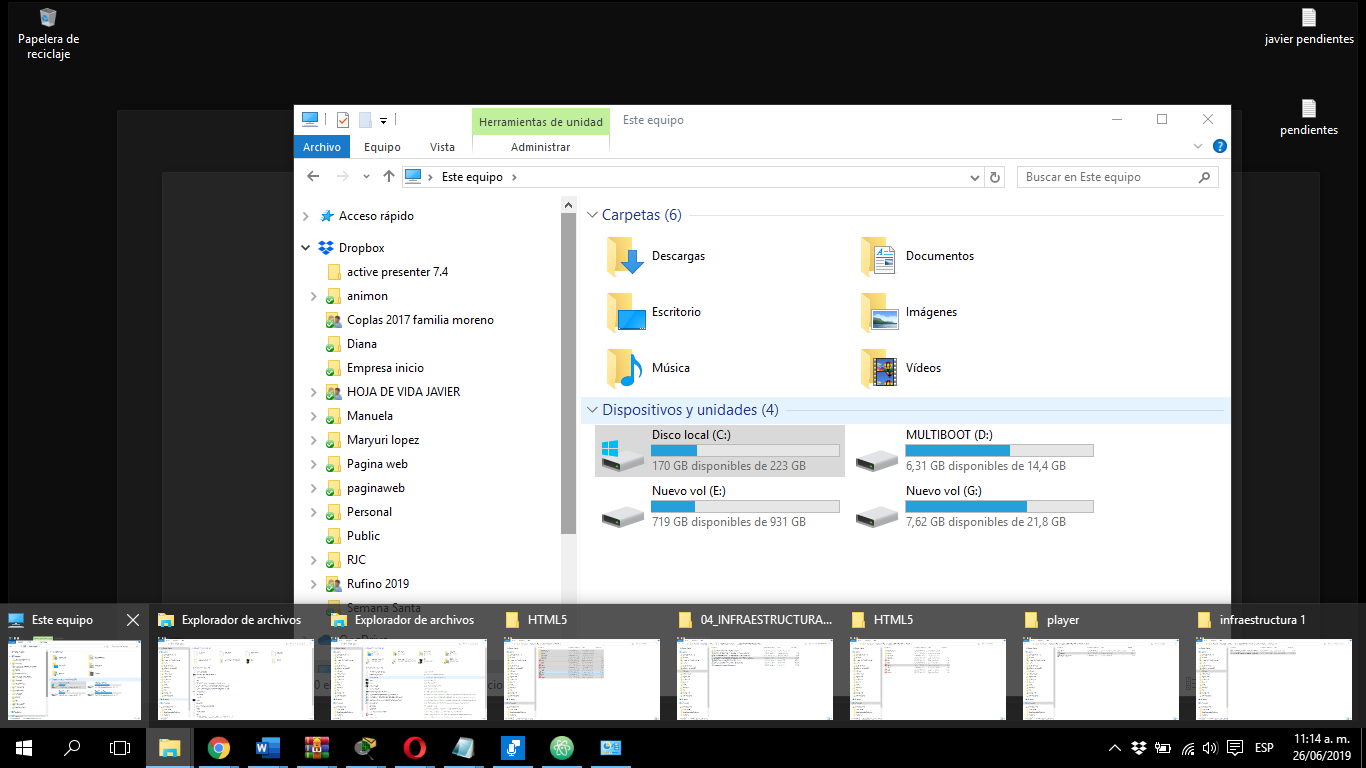 Papelera de
reciclaje
javier pendientes
pendientes
Herramientas de unidad
Este equipo
Archivo
Equipo
Vista
Administrar
Este equipo
Buscar en Este equipo
Acceso rápido
Dropbox
active presenter 7.4
animon
Coplas 2017 familia moreno
Diana
Empresa inicio
HOJA DE VIDA JAVIER
Manuela
Maryuri lopez
Pagina web
paginaweb
Personal
Public
RJC
Rufino 2019
Semana Santa
Carpetas (6)
Descargas
Documentos
Escritorio
Imágenes
Música
Vídeos
Dispositivos y unidades (4)
Disco local (C:)
170 GB disponibles de 223 GB
MULTIBOOT (D:)
6,31 GB disponibles de 14,4 GB
Nuevo vol (E:)
719 GB disponibles de 931 GB
Nuevo vol (G:)
7,62 GB disponibles de 21,8 GB
Este equipo
Explorador de archivos
Explorador de archivos
HTML5
04_INFRAESTRUCTURA...
HTML5
player
infraestructura 1
ESP
11:14 a. m.
26/06/2019